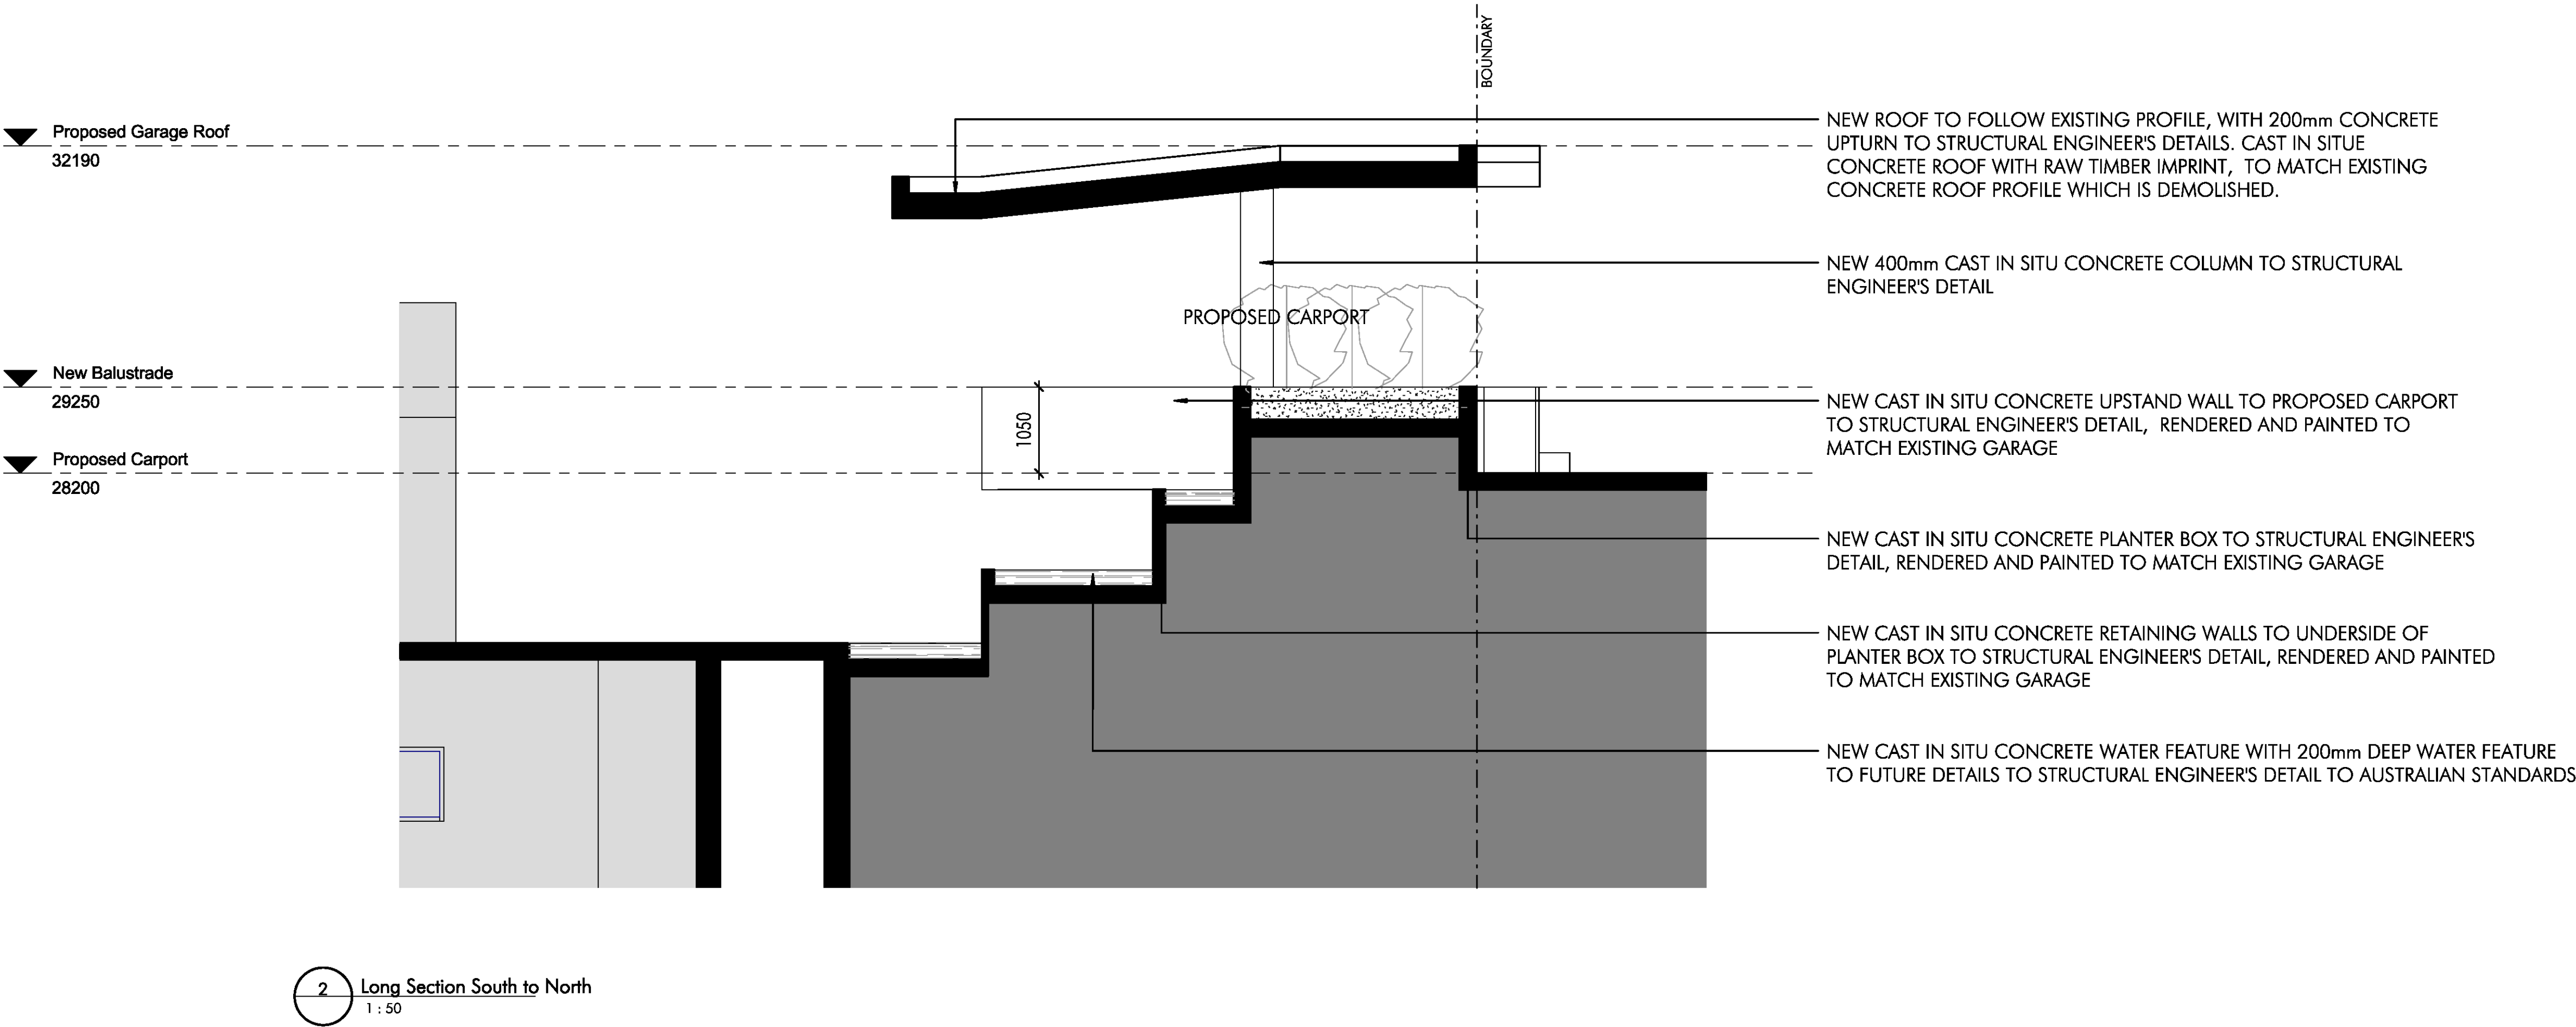 BOUNDARY
Proposed Garage Roof
32190
NEW ROOF TO FOLLOW EXISTING PROFILE, WITH 200mm CONCRETE
UPTURN TO STRUCTURAL ENGINEER'S DETAILS. CAST IN SITUE
CONCRETE ROOF WITH RAW TIMBER IMPRINT, TO MATCH EXISTING
CONCRETE ROOF PROFILE WHICH IS DEMOLISHED.
NEW 400mm CAST IN SITU CONCRETE COLUMN TO STRUCTURAL
ENGINEER'S DETAIL
PROPOSED CARPORT
New Balustrade
29250
1050
NEW CAST IN SITU CONCRETE UPSTAND WALL TO PROPOSED CARPORT
TO STRUCTURAL ENGINEER'S DETAIL, RENDERED AND PAINTED TO
MATCH EXISTING GARAGE
Proposed Carport
28200
NEW CAST IN SITU CONCRETE PLANTER BOX TO STRUCTURAL ENGINEER'S
DETAIL, RENDERED AND PAINTED TO MATCH EXISTING GARAGE
NEW CAST IN SITU CONCRETE RETAINING WALLS TO UNDERSIDE OF
PLANTER BOX TO STRUCTURAL ENGINEER'S DETAIL, RENDERED AND PAINTED
TO MATCH EXISTING GARAGE
NEW CAST IN SITU CONCRETE WATER FEATURE WITH 200mm DEEP WATER FEATURE
TO FUTURE DETAILS TO STRUCTURAL ENGINEER'S DETAIL TO AUSTRALIAN STANDARDS
2
Long Section South to North
1 : 50